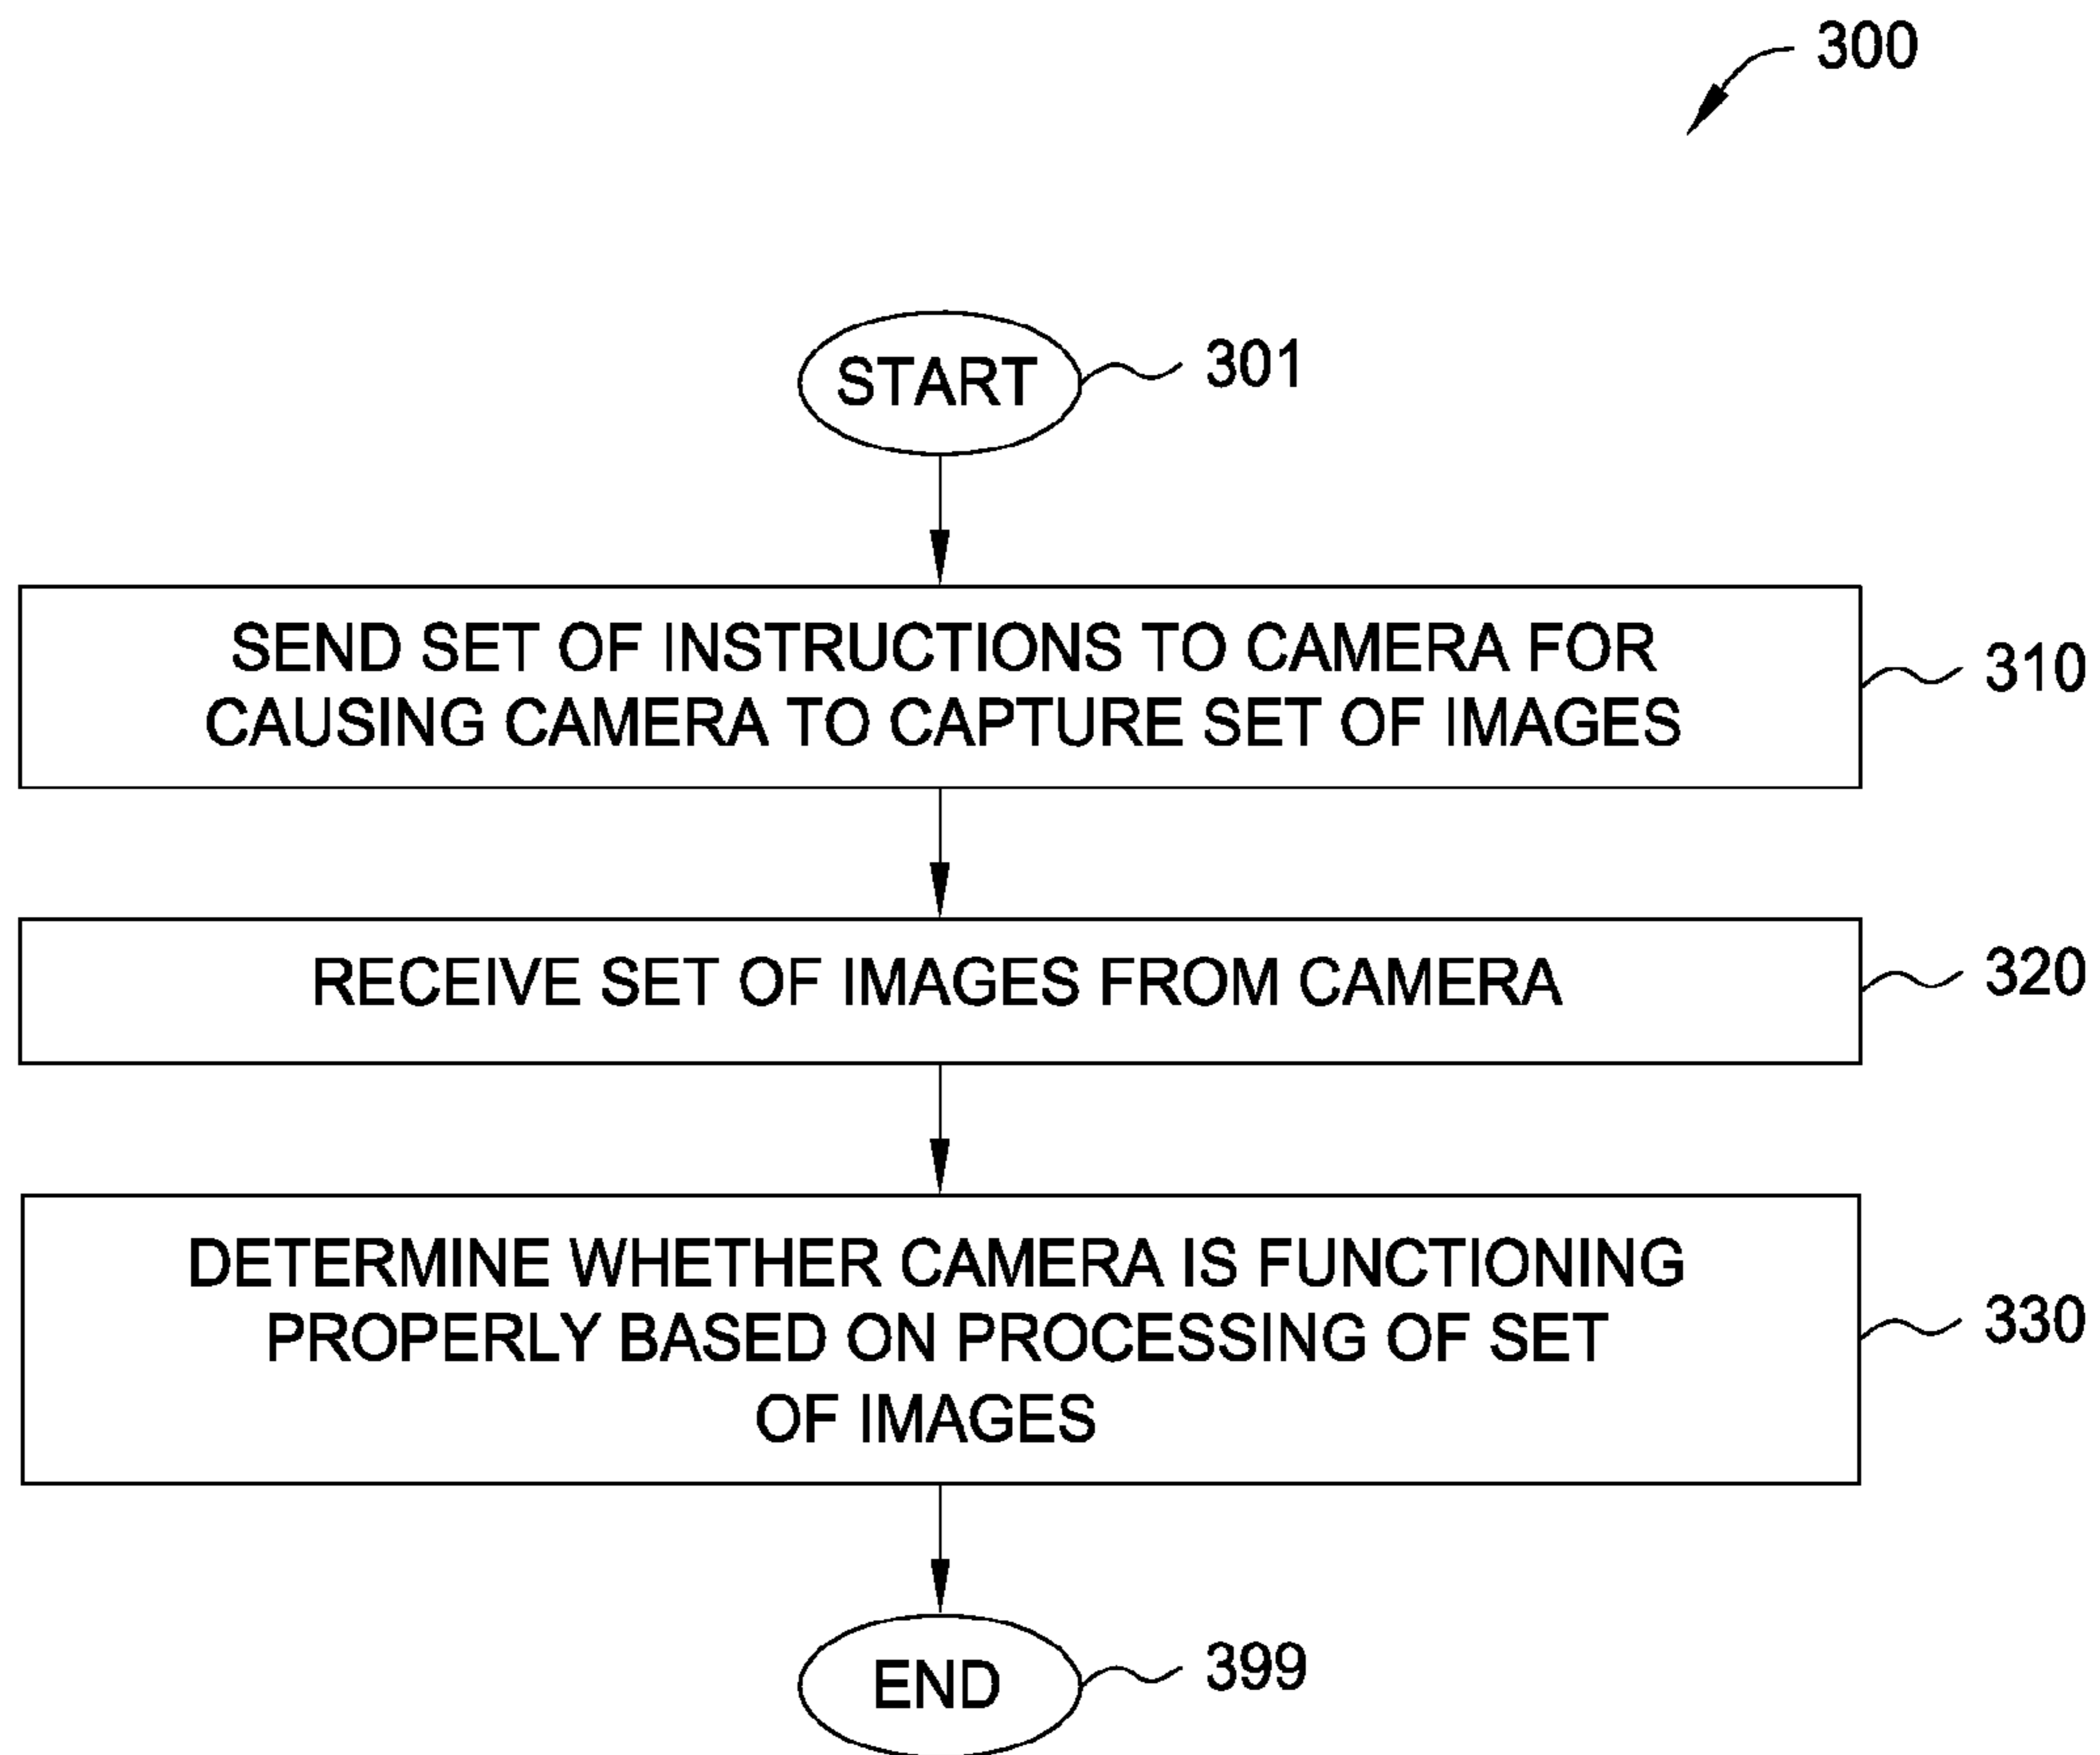 300
START
301
SEND SET OF INSTRUCTIONS TO CAMERA FOR
CAUSING CAMERA TO CAPTURE SET OF IMAGES
310
RECEIVE SET OF IMAGES FROM CAMERA
320
DETERMINE WHETHER CAMERA IS FUNCTIONING
PROPERLY BASED ON PROCESSING OF SET
OF IMAGES
330
END
399